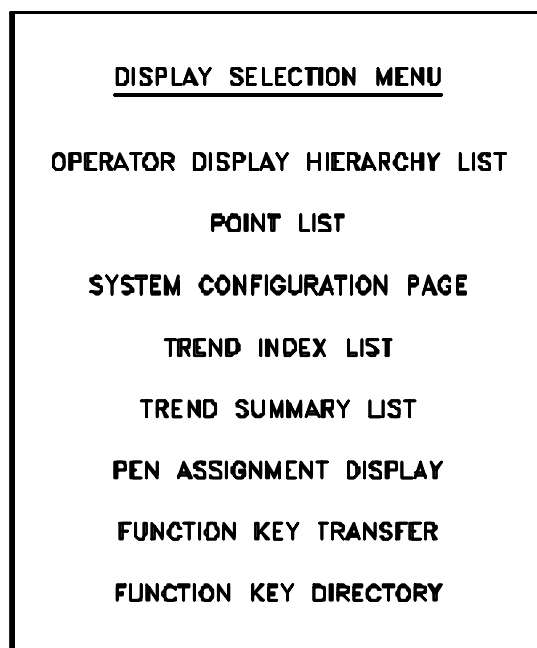 DISPLAY SELECTION MENU
OPERATOR DISPLAY HIERARCHY LIST
POINT LIST
SYSTEM CONFIGURATION PAGE
TREND INDEX LIST
TREND SUMMARY LIST
PEN ASSIGNMENT DISPLAY
FUNCTION KEY TRANSFER
FUNCTION KEY DIRECTORY